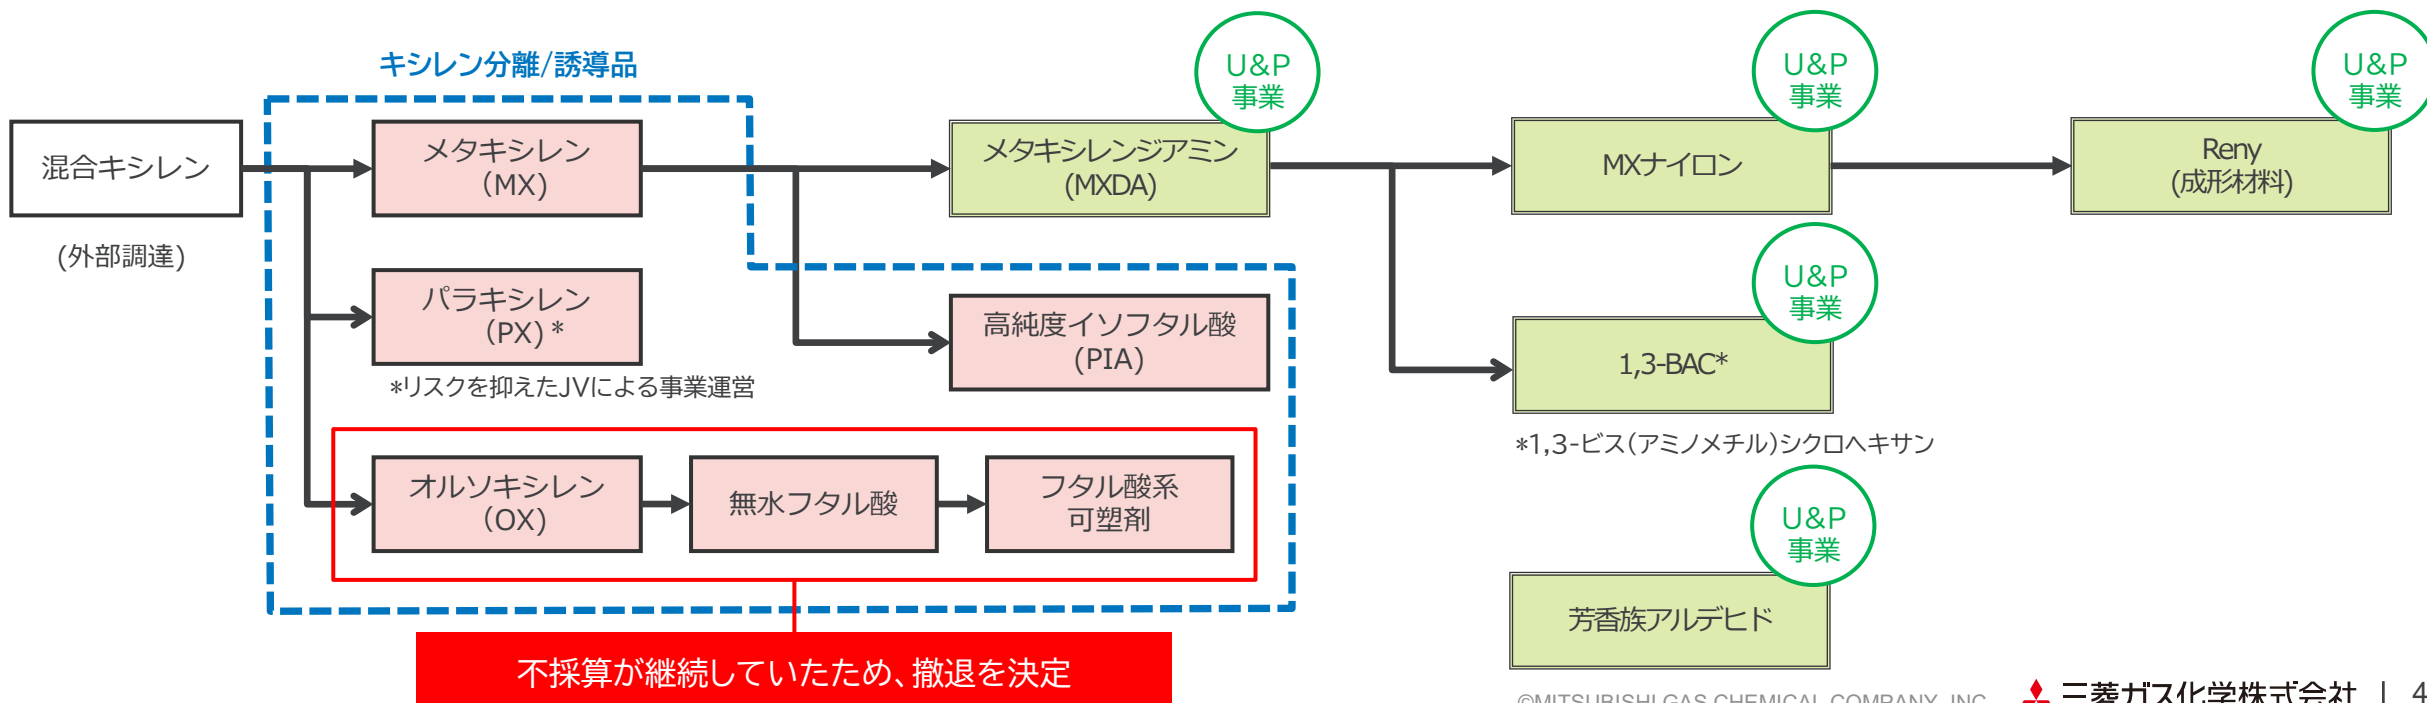 キシレン分離/誘導品
U&P
事業
U&P
事業
U&P
事業
混合キシレン
(外部調達)
メタキシレン
(MX)
メタキシレンジアミン
(MXDA)
MXナイロン
Reny
(成形材料)
パラキシレン
(PX)*
*リスクを抑えたJVによる事業運営
高純度イソフタル酸
(PIA)
U&P
事業
1,3-BAC*
*1,3-ビス(アミノメチル)シクロヘキサン
オルソキシレン
(OX)
無水フタル酸
フタル酸系
可塑剤
U&P
事業
芳香族アルデヒド
不採算が継続していたため、撤退を決定
©MITSUBISHI GAS CHEMICAL COMPANY, INC
三菱ガス化学株式会社 | 4